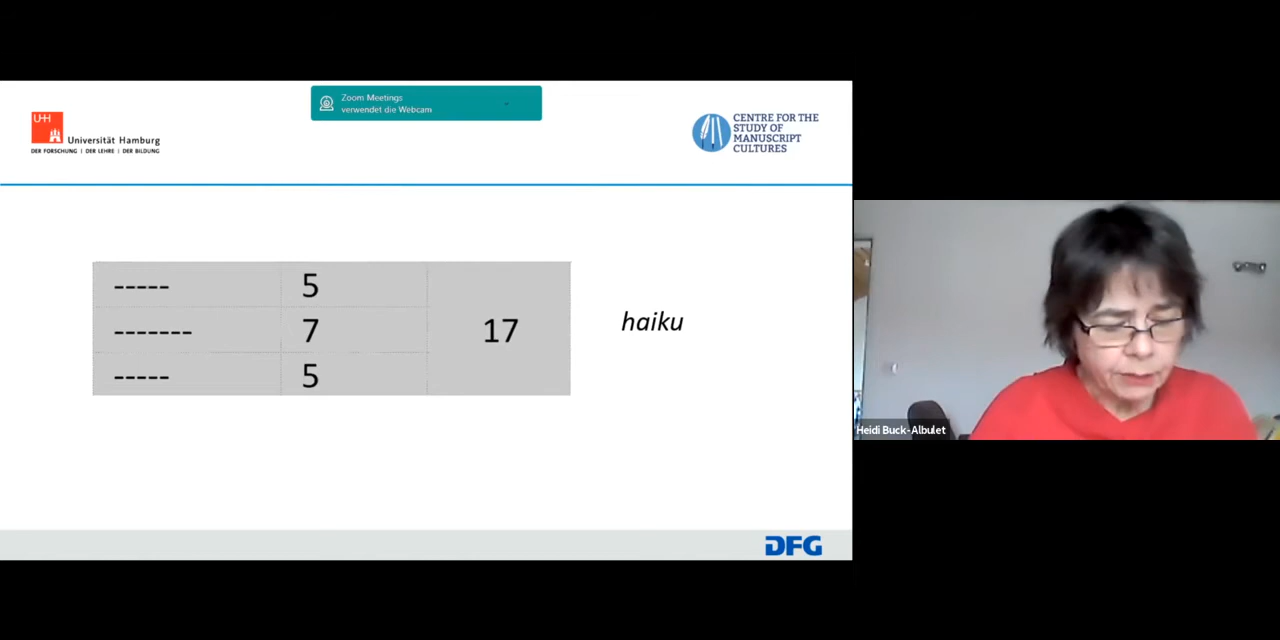 Zoom Meetings
verwendet die Webcam
UH
Universität Hamburg
DER FORSCHUNG | DER LEHRE | DER BILDUNG
CENTRE FOR THE
STUDY OF
MANUSCRIPT
CULTURES
----- 5
------- 7 17
----- 5
haiku
Heidi Buck-Albulet
DFG